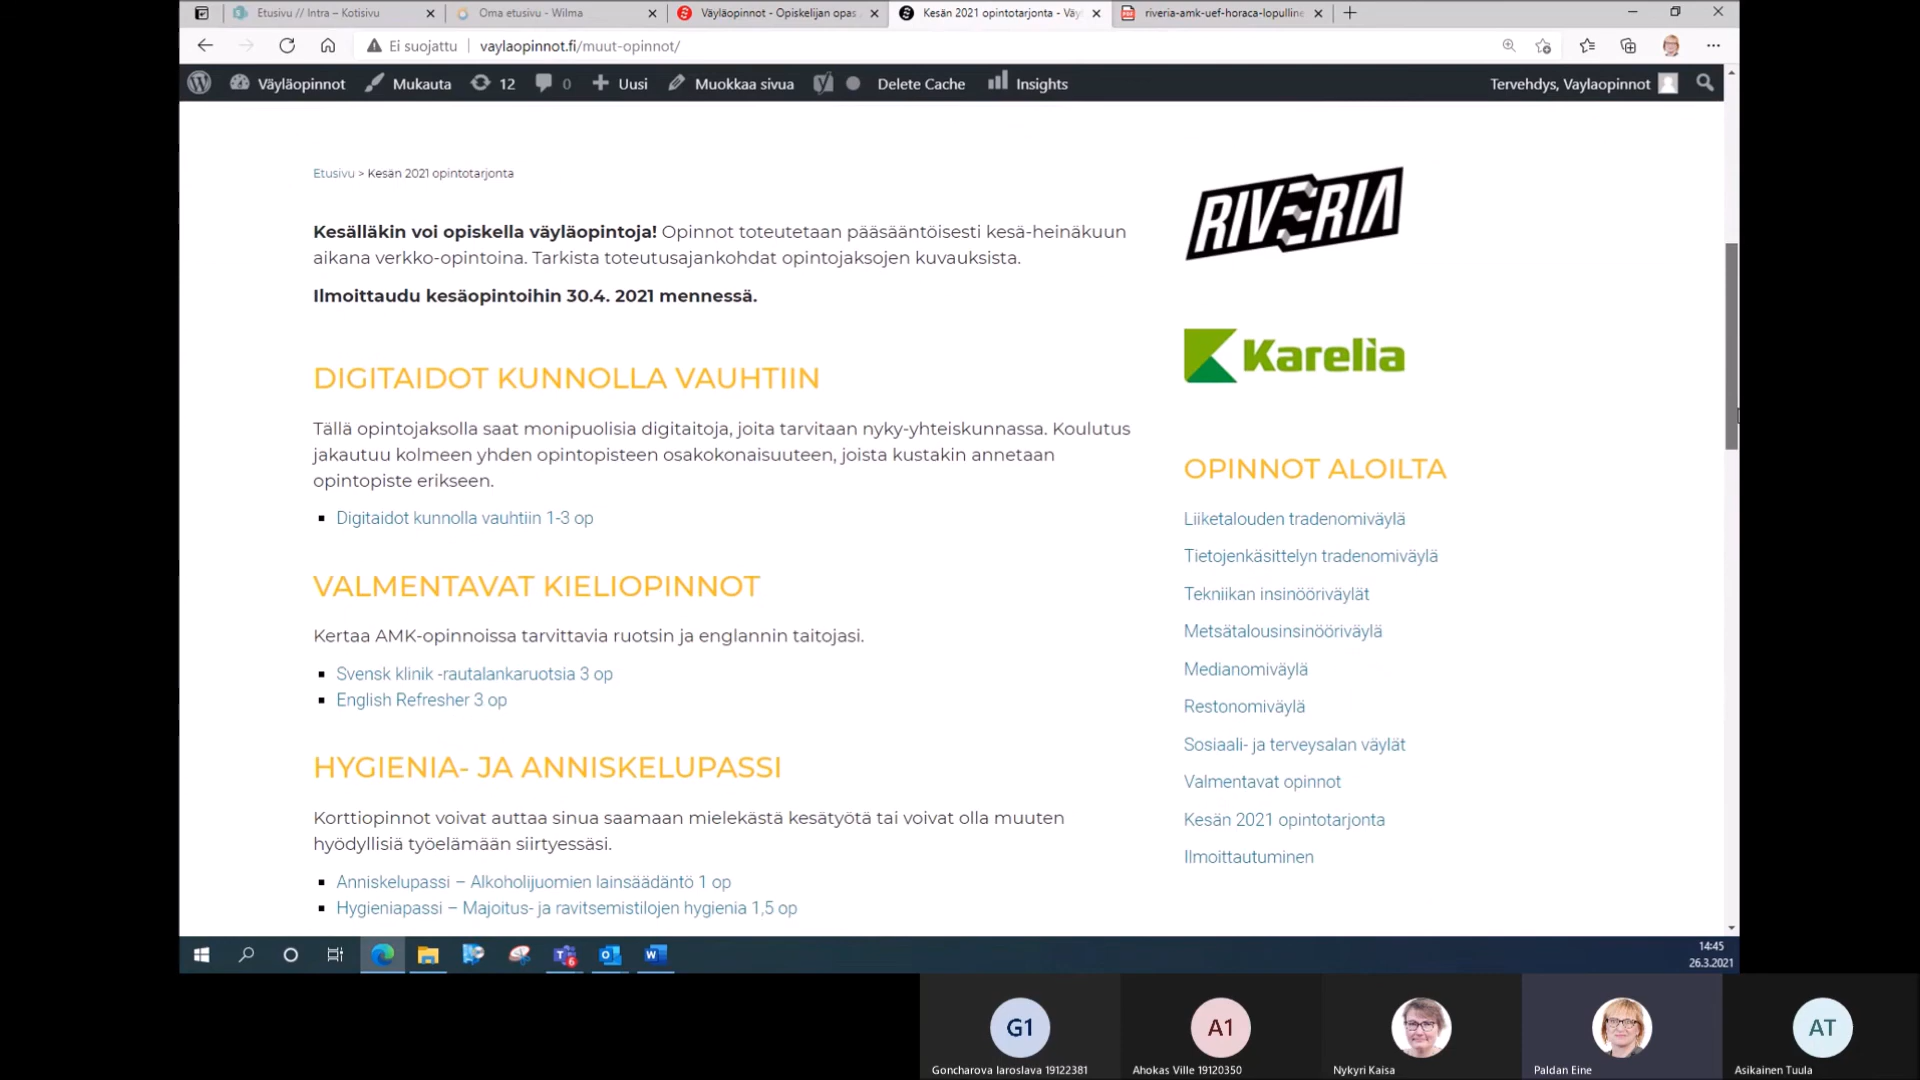 Etusivu // Intra – Kotisivu
Oma etusivu - Wilma
Väyläopinnot - Opiskelijan opas
Kesän 2021 opintotarjonta - Väy
riveria-amk-uef-horaca-lopulline
Ei suojattu
vaylaopinnot.fi/muut-opinnot/
Väyläopinnot
Mukauta
12
0
Uusi
Muokkaa sivua
Delete Cache
Insights
Tervehdys, Vaylaopinnot
Etusivu > Kesän 2021 opintotarjonta
Kesälläkin voi opiskella väyläopintoja! Opinnot toteutetaan pääsääntöisesti kesä-heinäkuun
aikana verkko-opintoina. Tarkista toteutusajankohdat opintojaksojen kuvauksista.
Ilmoittaudu kesäopintoihin 30.4. 2021 mennessä.
DIGITAIDOT KUNNOLLA VAUHTIIN
Tällä opintojaksolla saat monipuolisia digitaitoja, joita tarvitaan nyky-yhteiskunnassa. Koulutus
jakautuu kolmeen yhden opintopisteen osakokonaisuuteen, joista kustakin annetaan
opintopiste erikseen.
Digitaidot kunnolla vauhtiin 1-3 op
VALMENTAVAT KIELIOPINNOT
Kertaa AMK-opinnoissa tarvittavia ruotsin ja englannin taitojasi.
Svensk klinik -rautalankaruotsia 3 op
English Refresher 3 op
HYGIENIA- JA ANNISKELUPASSI
Korttiopinnot voivat auttaa sinua saamaan mielekästä kesätyötä tai voivat olla muuten
hyödyllisiä työelämään siirtyessäsi.
Anniskelupassi – Alkoholijuomien lainsäädäntö 1 op
Hygieniapassi – Majoitus- ja ravitsemistilojen hygienia 1,5 op
RIVERIA
Karelia
OPINNOT ALOILTA
Liiketalouden tradenomiväylä
Tietojenkäsittelyn tradenomiväylä
Tekniikan insinööriväylät
Metsätalousinsinööriväylä
Medianomiväylä
Restonomiväylä
Sosiaali- ja terveysalan väylät
Valmentavat opinnot
Kesän 2021 opintotarjonta
Ilmoittautuminen
6
14:45
26.3.2021
G1
A1
AT
Goncharova Iaroslava 19122381
Ahokas Ville 19120350
Nykyri Kaisa
Paldan Eine
Asikainen Tuula